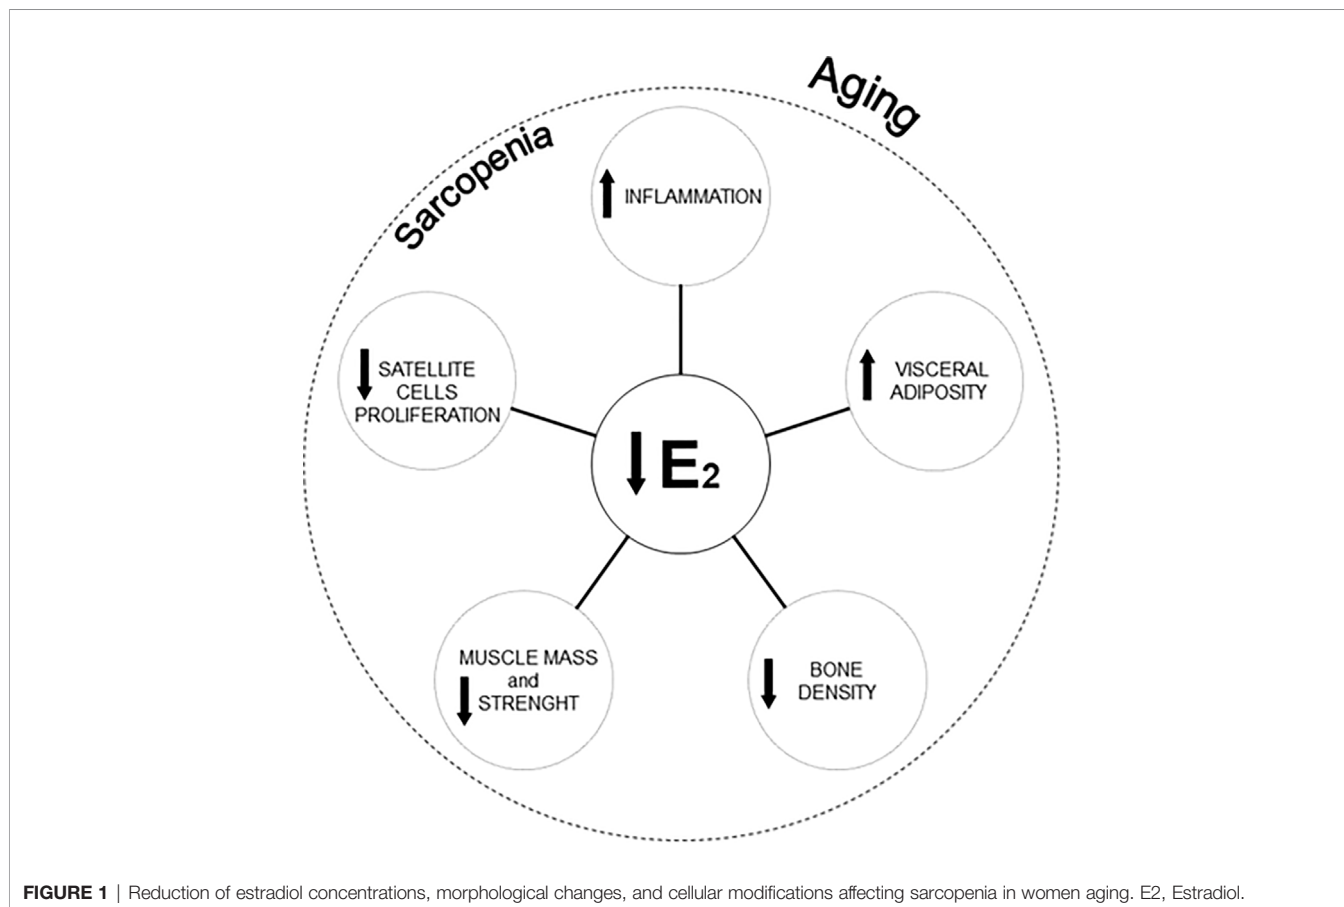 Aging
Sarcopenia
INFLAMMATION
SATELLITE
CELLS
PROLIFERATION
VISCERAL
ADIPOSITY
E2
MUSCLE MASS
and
STRENGHT
BONE
DENSITY
FIGURE 1 | Reduction of estradiol concentrations, morphological changes, and cellular modifications affecting sarcopenia in women aging. E2, Estradiol.